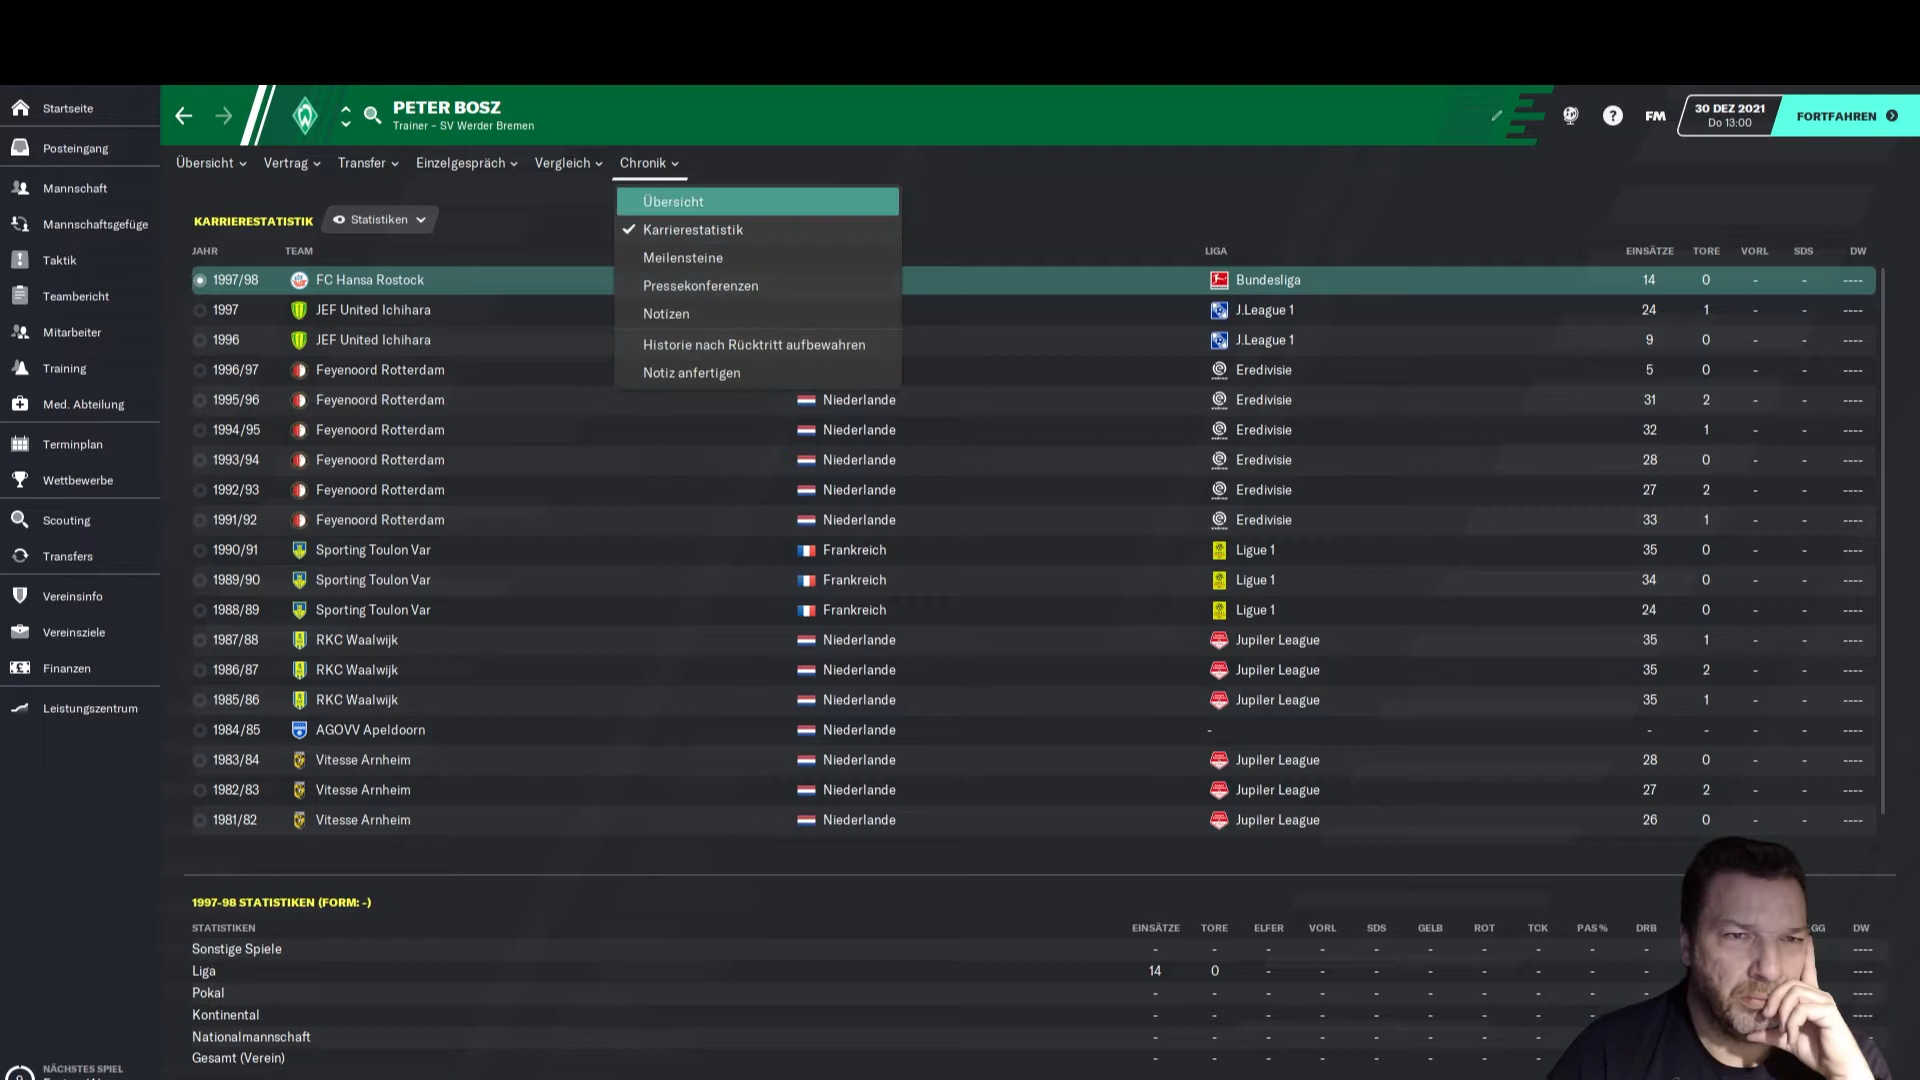 Startseite
Posteingang
Mannschaft
Mannschaftsgefüge
Taktik
Teambericht
Mitarbeiter
Training
Med. Abteilung
Terminplan
Wettbewerbe
Scouting
Transfers
Vereinsinfo
Vereinsziele
Finanzen
Leistungszentrum
NÄCHSTES SPIEL
PETER BOSZ
Trainer - SV Werder Bremen
FM
30 DEZ 2021
Do 13:00
FORTFAHREN
Übersicht Vertrag Transfer Einzelgespräch Vergleich Chronik
Übersicht
Karrierestatistik
Meilensteine
Pressekonferenzen
Notizen
Historie nach Rücktritt aufbewahren
Notiz anfertigen
KARRIERESTATISTIK Statistiken
JAHR TEAM LIGA EINSÄTZE TORE VORL SDS DW
1997/98 FC Hansa Rostock Bundesliga 14 0 - - ----
1997 JEF United Ichihara J.League 1 24 1 - - ----
1996 JEF United Ichihara J.League 1 9 0 - - ----
1996/97 Feyenoord Rotterdam Eredivisie 5 0 - - ----
1995/96 Feyenoord Rotterdam Niederlande Eredivisie 31 2 - - ----
1994/95 Feyenoord Rotterdam Niederlande Eredivisie 32 1 - - ----
1993/94 Feyenoord Rotterdam Niederlande Eredivisie 28 0 - - ----
1992/93 Feyenoord Rotterdam Niederlande Eredivisie 27 2 - - ----
1991/92 Feyenoord Rotterdam Niederlande Eredivisie 33 1 - - ----
1990/91 Sporting Toulon Var Frankreich Ligue 1 35 0 - - ----
1989/90 Sporting Toulon Var Frankreich Ligue 1 34 0 - - ----
1988/89 Sporting Toulon Var Frankreich Ligue 1 24 0 - - ----
1987/88 RKC Waalwijk Niederlande Jupiler League 35 1 - - ----
1986/87 RKC Waalwijk Niederlande Jupiler League 35 2 - - ----
1985/86 RKC Waalwijk Niederlande Jupiler League 35 1 - - ----
1984/85 AGOVV Apeldoorn Niederlande - - - - - ----
1983/84 Vitesse Arnheim Niederlande Jupiler League 28 0 - - ----
1982/83 Vitesse Arnheim Niederlande Jupiler League 27 2 - - ----
1981/82 Vitesse Arnheim Niederlande Jupiler League 26 0 - - ----
1997-98 STATISTIKEN (FORM: -)
STATISTIKEN EINSÄTZE TORE ELFER VORL SDS GELB ROT TCK PAS % DRB GG DW
Sonstige Spiele - - - - - - - - - - ----
Liga 14 0 - - - - - - - - ----
Pokal - - - - - - - - - - ----
Kontinental - - - - - - - - - - ----
Nationalmannschaft - - - - - - - - - -
Gesamt (Verein) - - - - - - - - - ----